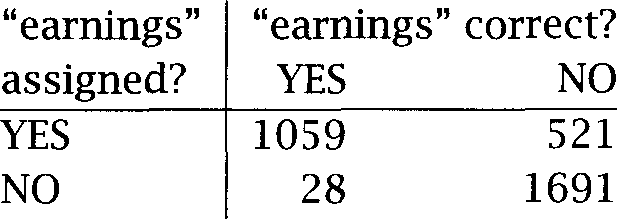 “earnings” “earnings” correct?
assigned? YES NO
YES 1059 521
NO 28 1691